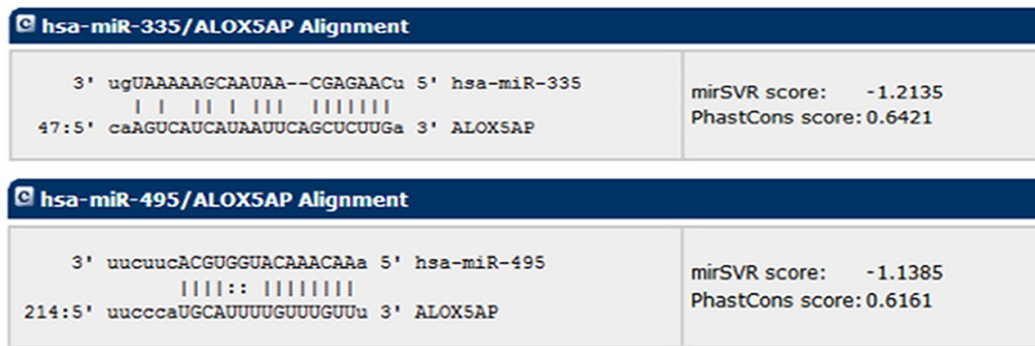 hsa-miR-335/ALOX5AP Alignment
3' ugUAAAAAGCAAUAA--CGAGAACu 5' hsa-miR-335
| |  || | |||  |||||||
47:5' caAGUCAUCAUAAUUCAGCUCUUGa 3' ALOX5AP
mirSVR score: -1.2135
PhastCons score: 0.6421
hsa-miR-495/ALOX5AP Alignment
3' uucuucACGUGGUACAAACAAa 5' hsa-miR-495
||||:: ||||||||
214:5' uucccaUGCAUUUUGUUUGUUu 3' ALOX5AP
mirSVR score: -1.1385
PhastCons score: 0.6161